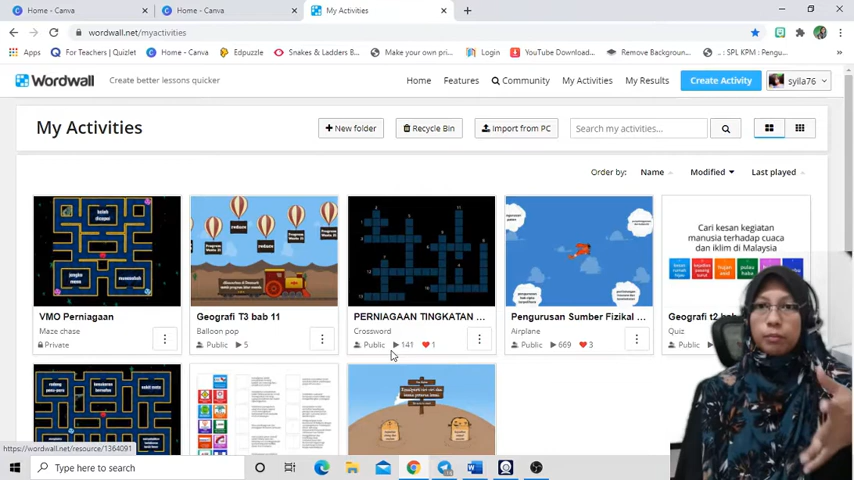 Home - Canva
Home - Canva
My Activities
wordwall.net/myactivities
Apps
For Teachers | Quizlet
Home - Canva
Edpuzzle
Snakes & Ladders B...
Make your own pri...
Login
YouTube Download...
Remove Backgroun...
.. : SPL KPM : Pengu...
Wordwall
Create better lessons quicker
Home
Features
Community
My Activities
My Results
Create Activity
syila76
My Activities
New folder
Recycle Bin
Import from PC
Search my activities...
Order by:
Name
Modified
Last played
reduce
reduce
Cari kesan kegiatan
manusia terhadap cuaca
dan iklim di Malaysia
VMO Perniagaan
Maze chase
Private
Geografi T3 bab 11
Balloon pop
Public
5
PERNIAGAAN TINGKATAN ...
Crossword
Public
141
1
Pengurusan Sumber Fizikal ...
Airplane
Public
669
3
Geografi t2 b
Quiz
Public
https://wordwall.net/resource/1364091
Type here to search